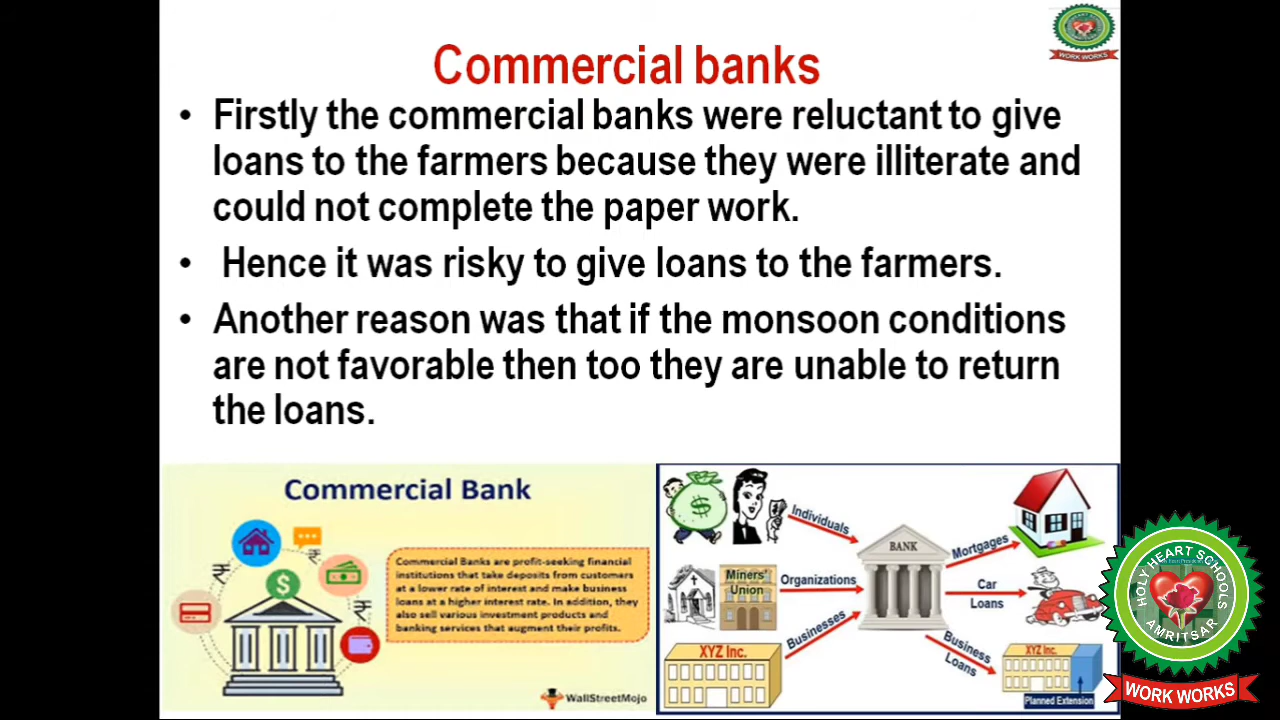 WORK WORKS
Commercial banks
• Firstly the commercial banks were reluctant to give
loans to the farmers because they were illiterate and
could not complete the paper work.
• Hence it was risky to give loans to the farmers.
• Another reason was that if the monsoon conditions
are not favorable then too they are unable to return
the loans.
Commercial Bank
Commercial Banks are profit-seeking financial
institutions that take deposits from customers
at a lower rate of interest and make business
loans at a higher interest rate. In addition, they
also sell various investment products and
banking services that augment their profits.
WallStreetMojo
Individuals
Miners'
Union
Organizations
XYZ Inc.
Businesses
BANK
Mortgages
Car
Loans
Business
Loans
XYZ Inc.
Planned Extension
HOLY HEART SCHOOLS
AMRITSAR
WORK WORKS